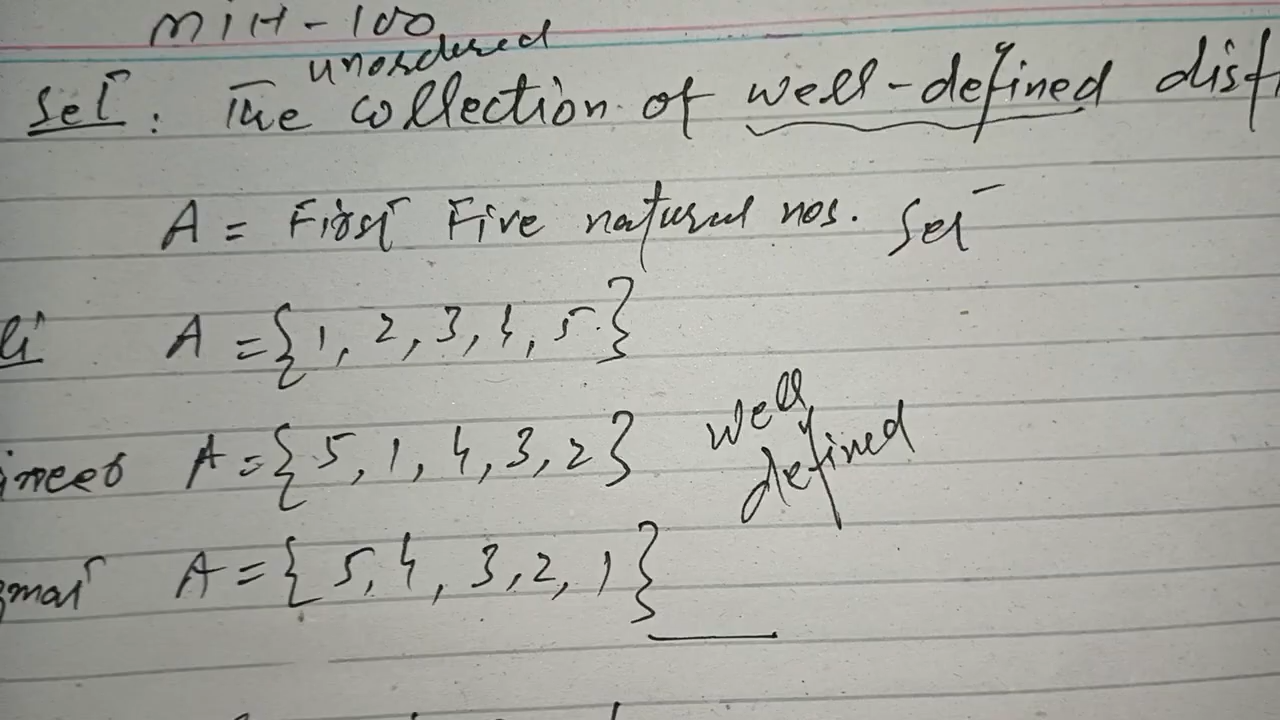 MTH-100
unordered
Set : The collection of well-defined dist
A = First Five natural nos. Set
A = {1, 2, 3, 4, 5}
A = {5, 1, 4, 3, 2} well defined
A = {5, 4, 3, 2, 1}